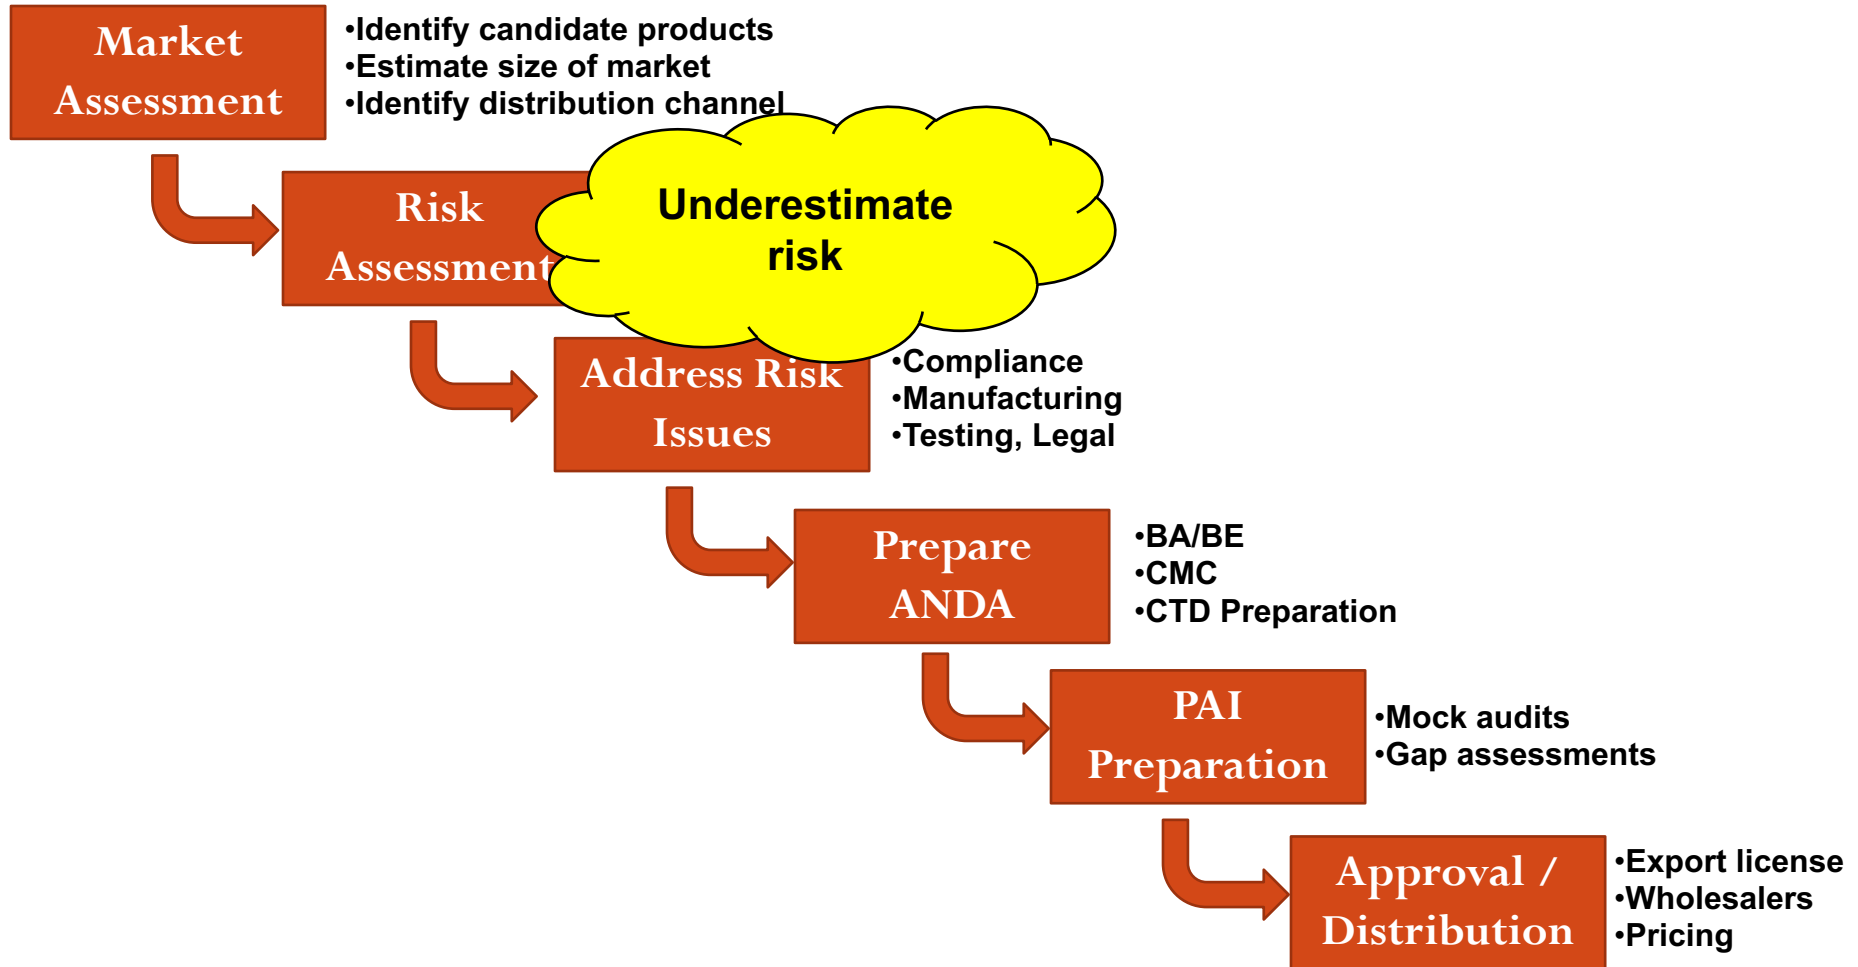 Market
Assessment
•Identify candidate products
•Estimate size of market
•Identify distribution channel
Risk
Assessment
Underestimate
risk
Address Risk
Issues
•Compliance
•Manufacturing
•Testing, Legal
Prepare
ANDA
•BA/BE
•CMC
•CTD Preparation
PAI
Preparation
•Mock audits
•Gap assessments
Approval /
Distribution
•Export license
•Wholesalers
•Pricing